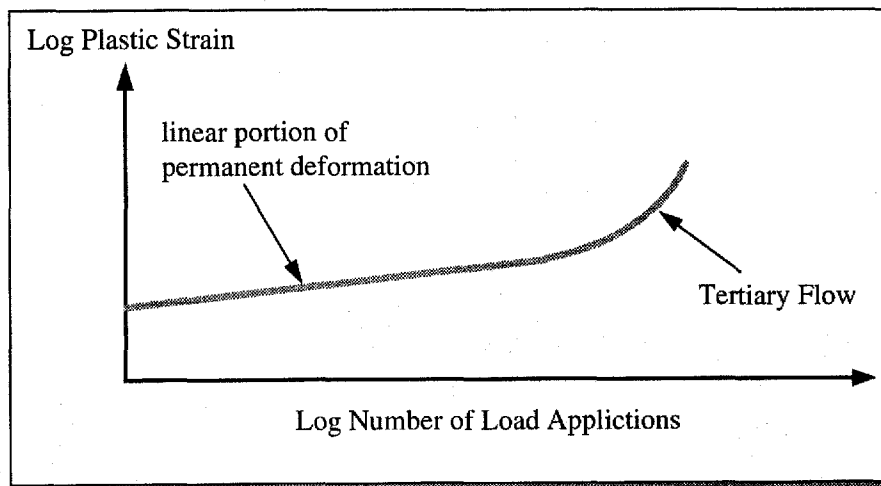 Log Plastic Strain
linear portion of
permanent deformation
Tertiary Flow
Log Number of Load Applictions